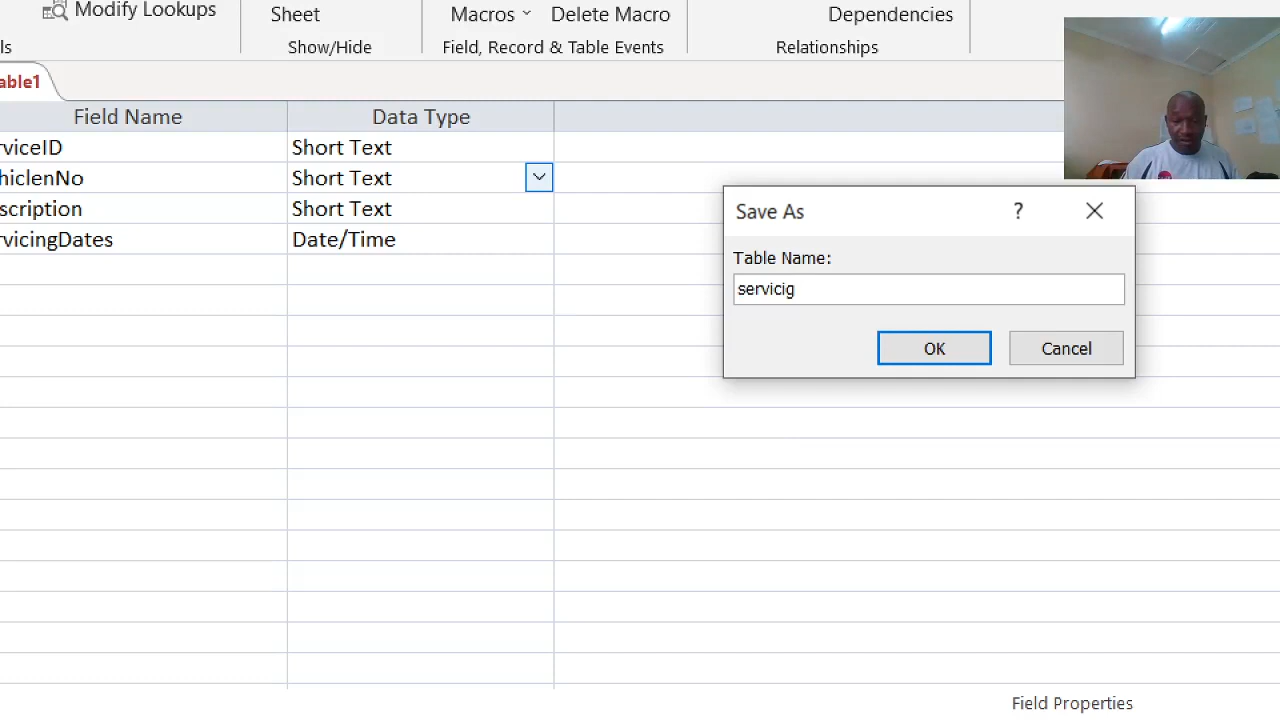 Modify Lookups
Sheet
Macros
Delete Macro
Dependencies
ls
Show/Hide
Field, Record & Table Events
Relationships
able1
Field Name
Data Type
rviceID
Short Text
hiclenNo
Short Text
scription
Short Text
rvicingDates
Date/Time
Save As
?
Table Name:
servicig
OK
Cancel
Field Properties